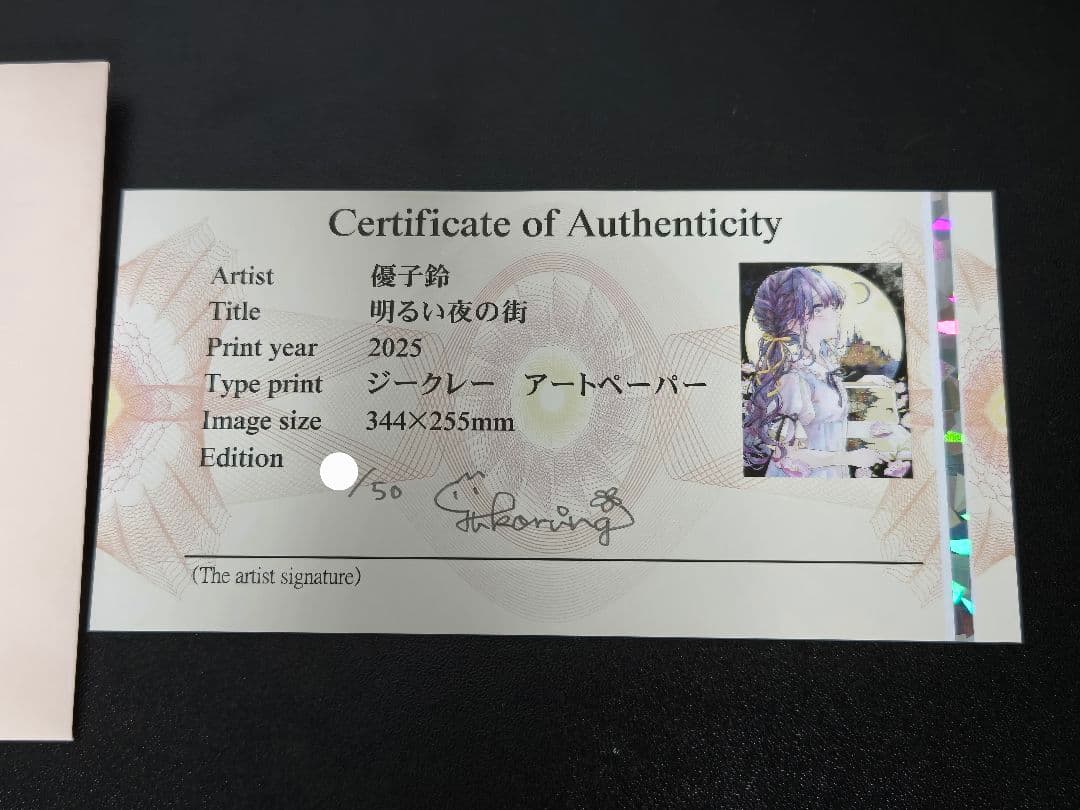 Certificate of Authenticity
Artist 優子鈴
Title 明るい夜の街
Print year 2025
Type print ジークレー アートペーパー
Image size 344×255mm
Edition /50
(The artist signature)